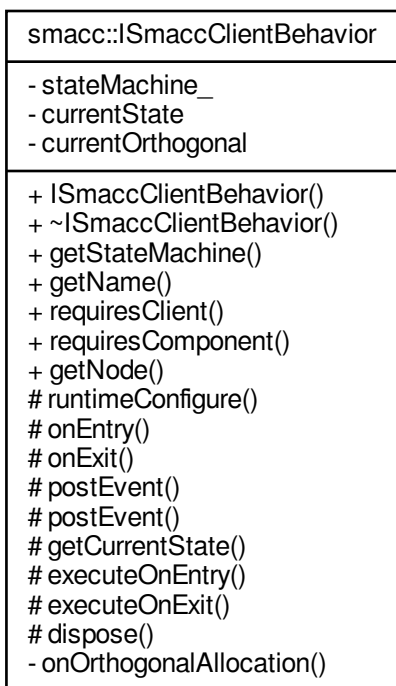 smacc::ISmaccClientBehavior
- stateMachine_
- currentState
- currentOrthogonal
+ ISmaccClientBehavior()
+ ~ISmaccClientBehavior()
+ getStateMachine()
+ getName()
+ requiresClient()
+ requiresComponent()
+ getNode()
# runtimeConfigure()
# onEntry()
# onExit()
# postEvent()
# postEvent()
# getCurrentState()
# executeOnEntry()
# executeOnExit()
# dispose()
- onOrthogonalAllocation()